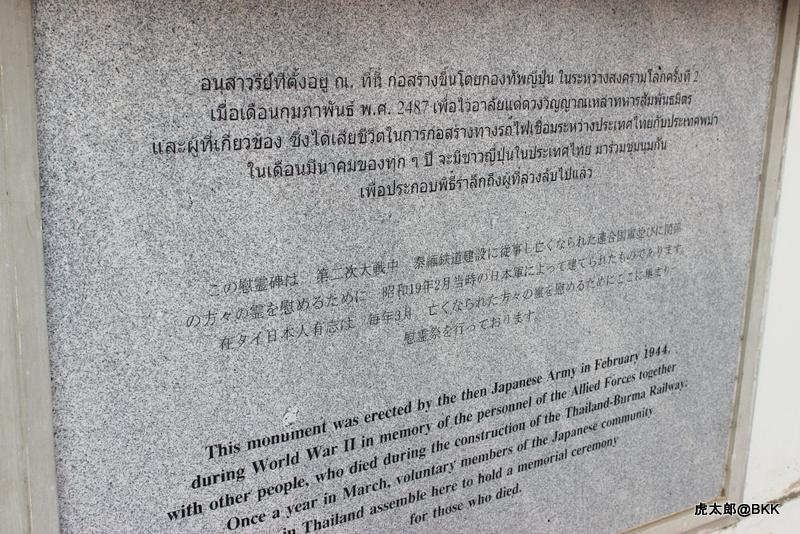 อนุสาวรีย์ที่ตั้งอยู่ ณ. ที่นี้ ก่อสร้างขึ้นโดยกองทัพญี่ปุ่น ในระหว่างสงครามโลกครั้งที่ 2
เมื่อเดือนกุมภาพันธ์ พ.ศ. 2487 เพื่อไว้อาลัยแด่ดวงวิญญาณเหล่าทหารสัมพันธมิตร
และผู้ที่เกี่ยวข้อง ซึ่งได้เสียชีวิตในการก่อสร้างทางรถไฟเชื่อมระหว่างประเทศไทยกับประเทศพม่า
ในเดือนมีนาคมของทุก ๆ ปี จะมีชาวญี่ปุ่นในประเทศไทย มาร่วมชุมนุมกัน
เพื่อประกอบพิธีรำลึกถึงผู้ที่ล่วงลับไปแล้ว
この慰霊碑は、第二次大戦中、泰緬鉄道建設に従事し亡くなられた連合国軍並びに関係
の方々の霊を慰めるために、昭和19年2月当時の日本軍によって建てられたものであります。
在タイ日本人有志は、毎年3月、亡くなられた方々の霊を慰めるためにここに集まり、
慰霊祭を行っております。
This monument was erected by the then Japanese Army in February 1944,
during World War II in memory of the personnel of the Allied Forces together
with other people, who died during the construction of the Thailand-Burma Railway.
Once a year in March, voluntary members of the Japanese community
in Thailand assemble here to hold a memorial ceremony
for those who died.
虎太郎@BKK